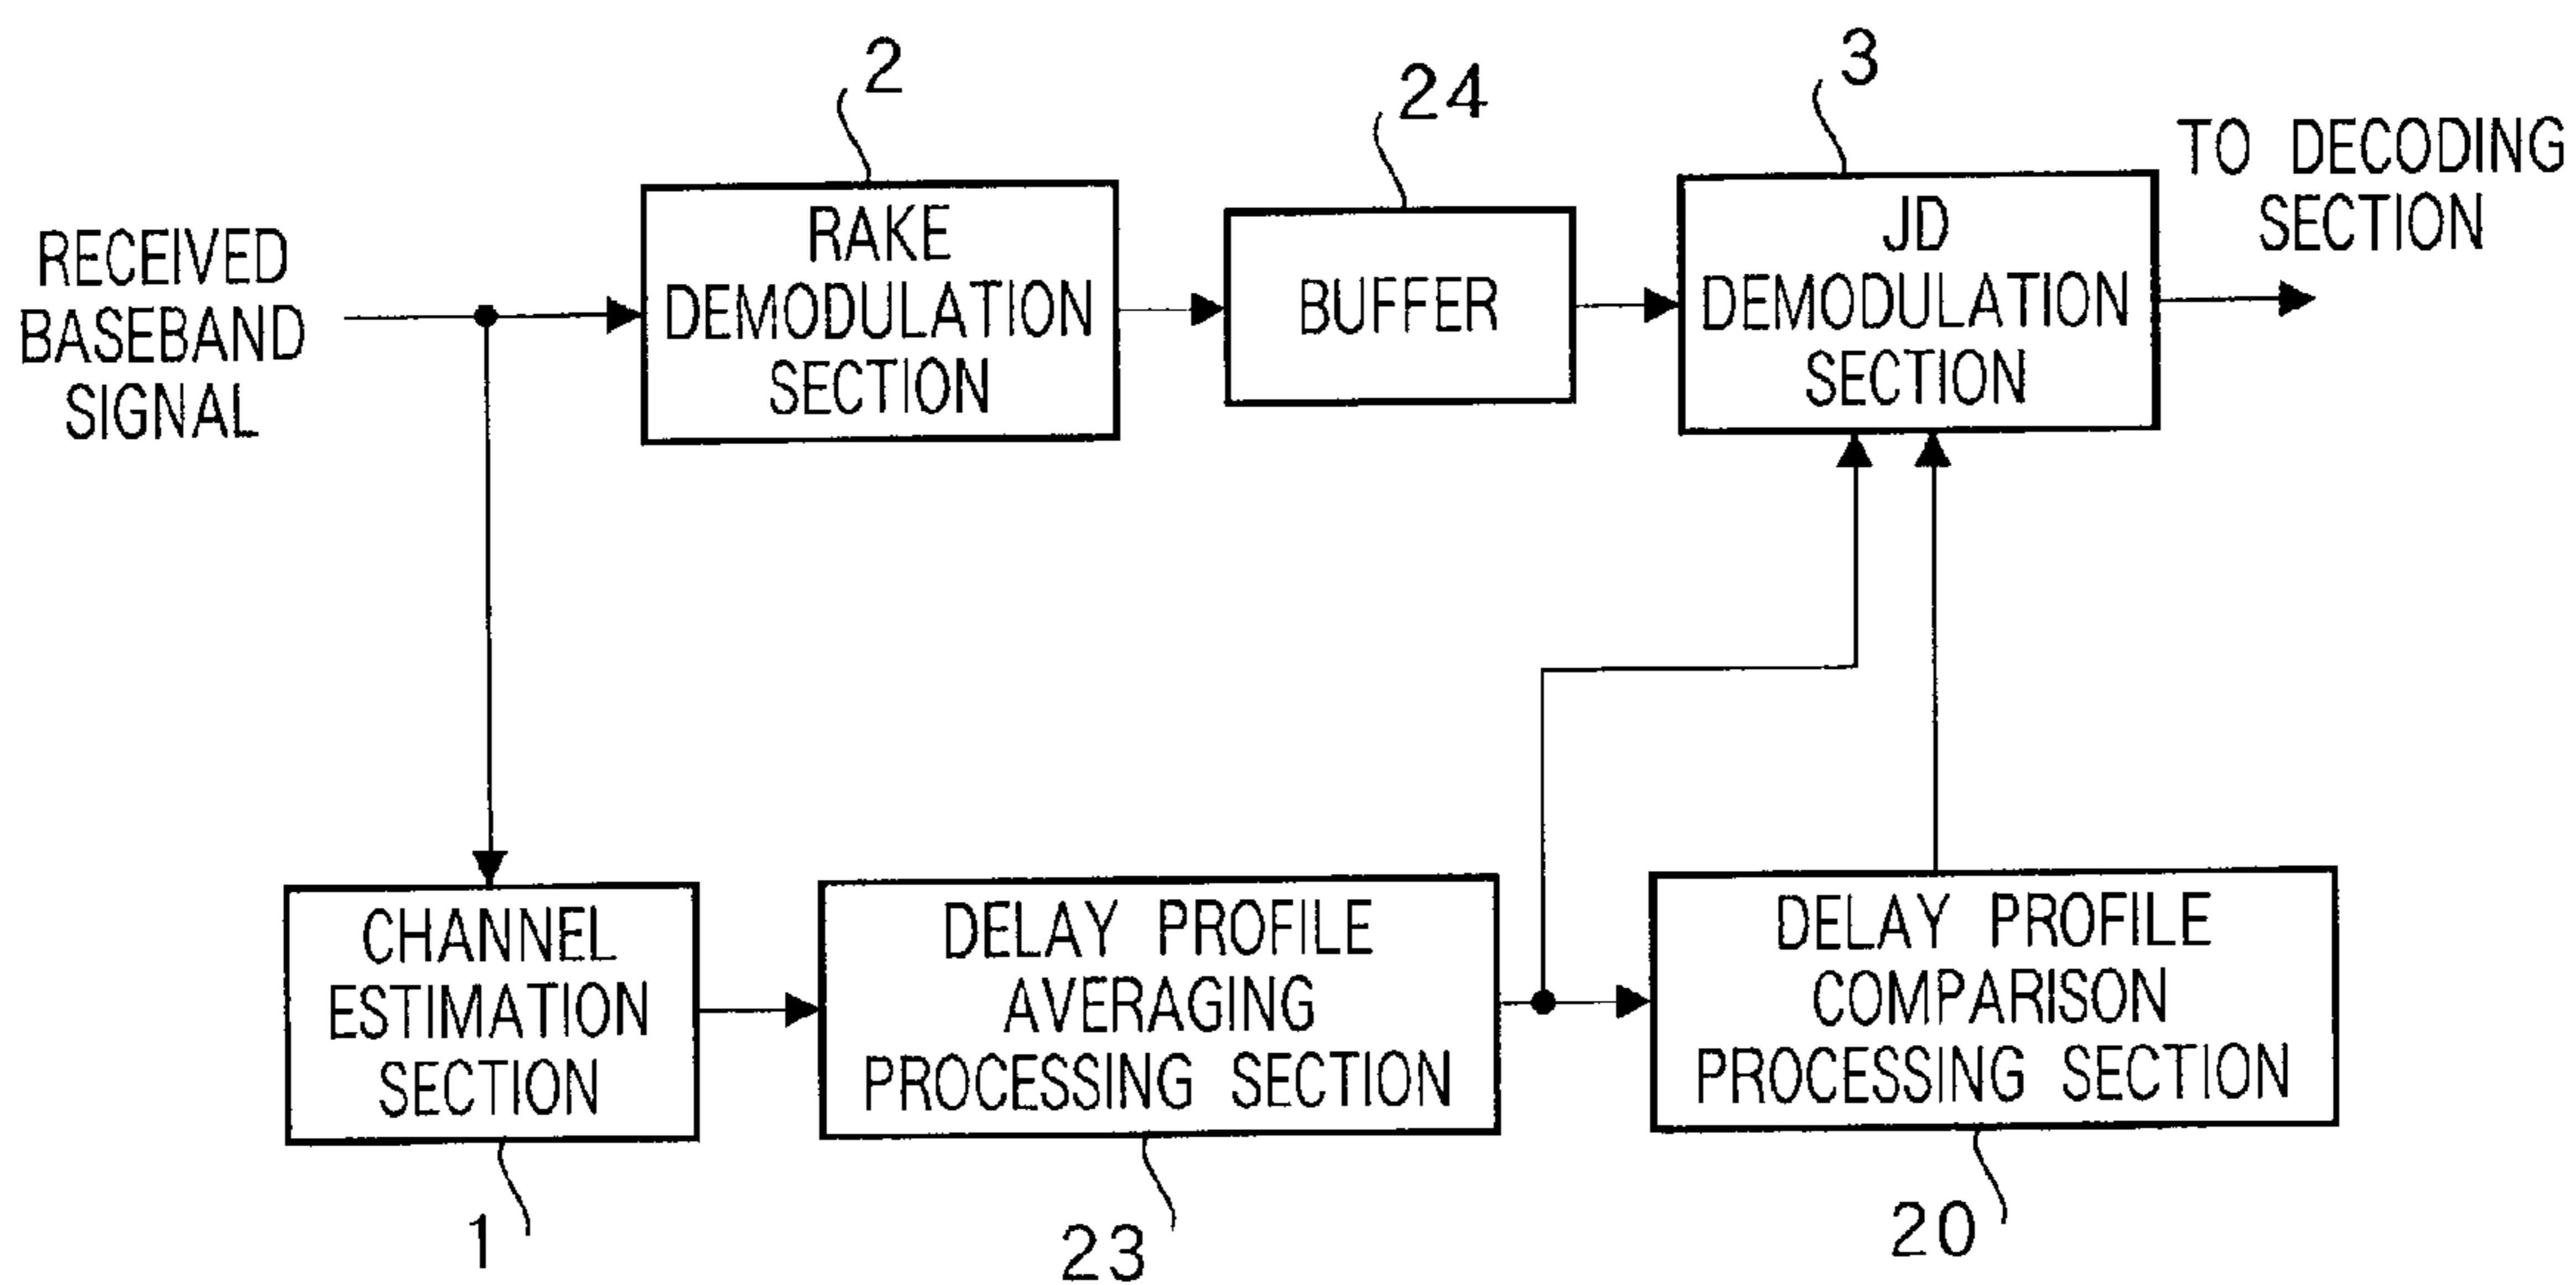 2
24
3
RECEIVED
BASEBAND
SIGNAL
RAKE
DEMODULATION
SECTION
BUFFER
JD
DEMODULATION
SECTION
TO DECODING
SECTION
CHANNEL
ESTIMATION
SECTION
DELAY PROFILE
AVERAGING
PROCESSING SECTION
DELAY PROFILE
COMPARISON
PROCESSING SECTION
1
23
20